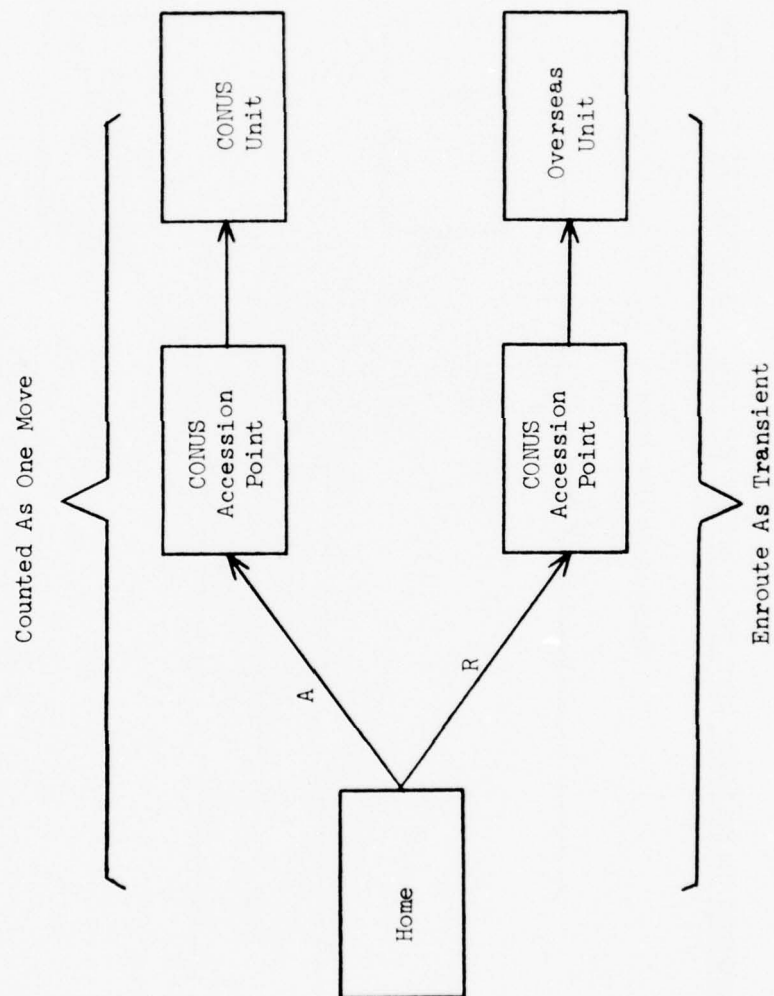 Counted As One Move
CONUS
Accession
Point
CONUS
Unit
A
Home
R
CONUS
Accession
Point
Overseas
Unit
Enroute As Transient